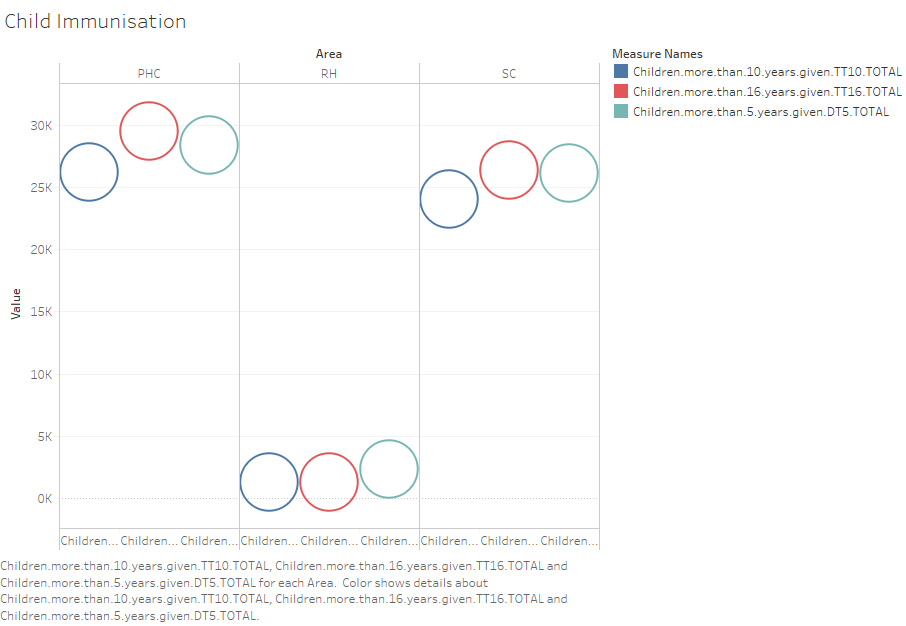 Child Immunisation
Area
PHC RH SC
Measure Names
Children.more.than.10.years.given.TT10.TOTAL
Children.more.than.16.years.given.TT16.TOTAL
Children.more.than.5.years.given.DT5.TOTAL
Value
30K
25K
20K
15K
10K
5K
0K
Children... Children... Children... Children... Children... Children... Children... Children... Children...
Children.more.than.10.years.given.TT10.TOTAL, Children.more.than.16.years.given.TT16.TOTAL and
Children.more.than.5.years.given.DT5.TOTAL for each Area. Color shows details about
Children.more.than.10.years.given.TT10.TOTAL, Children.more.than.16.years.given.TT16.TOTAL and
Children.more.than.5.years.given.DT5.TOTAL.